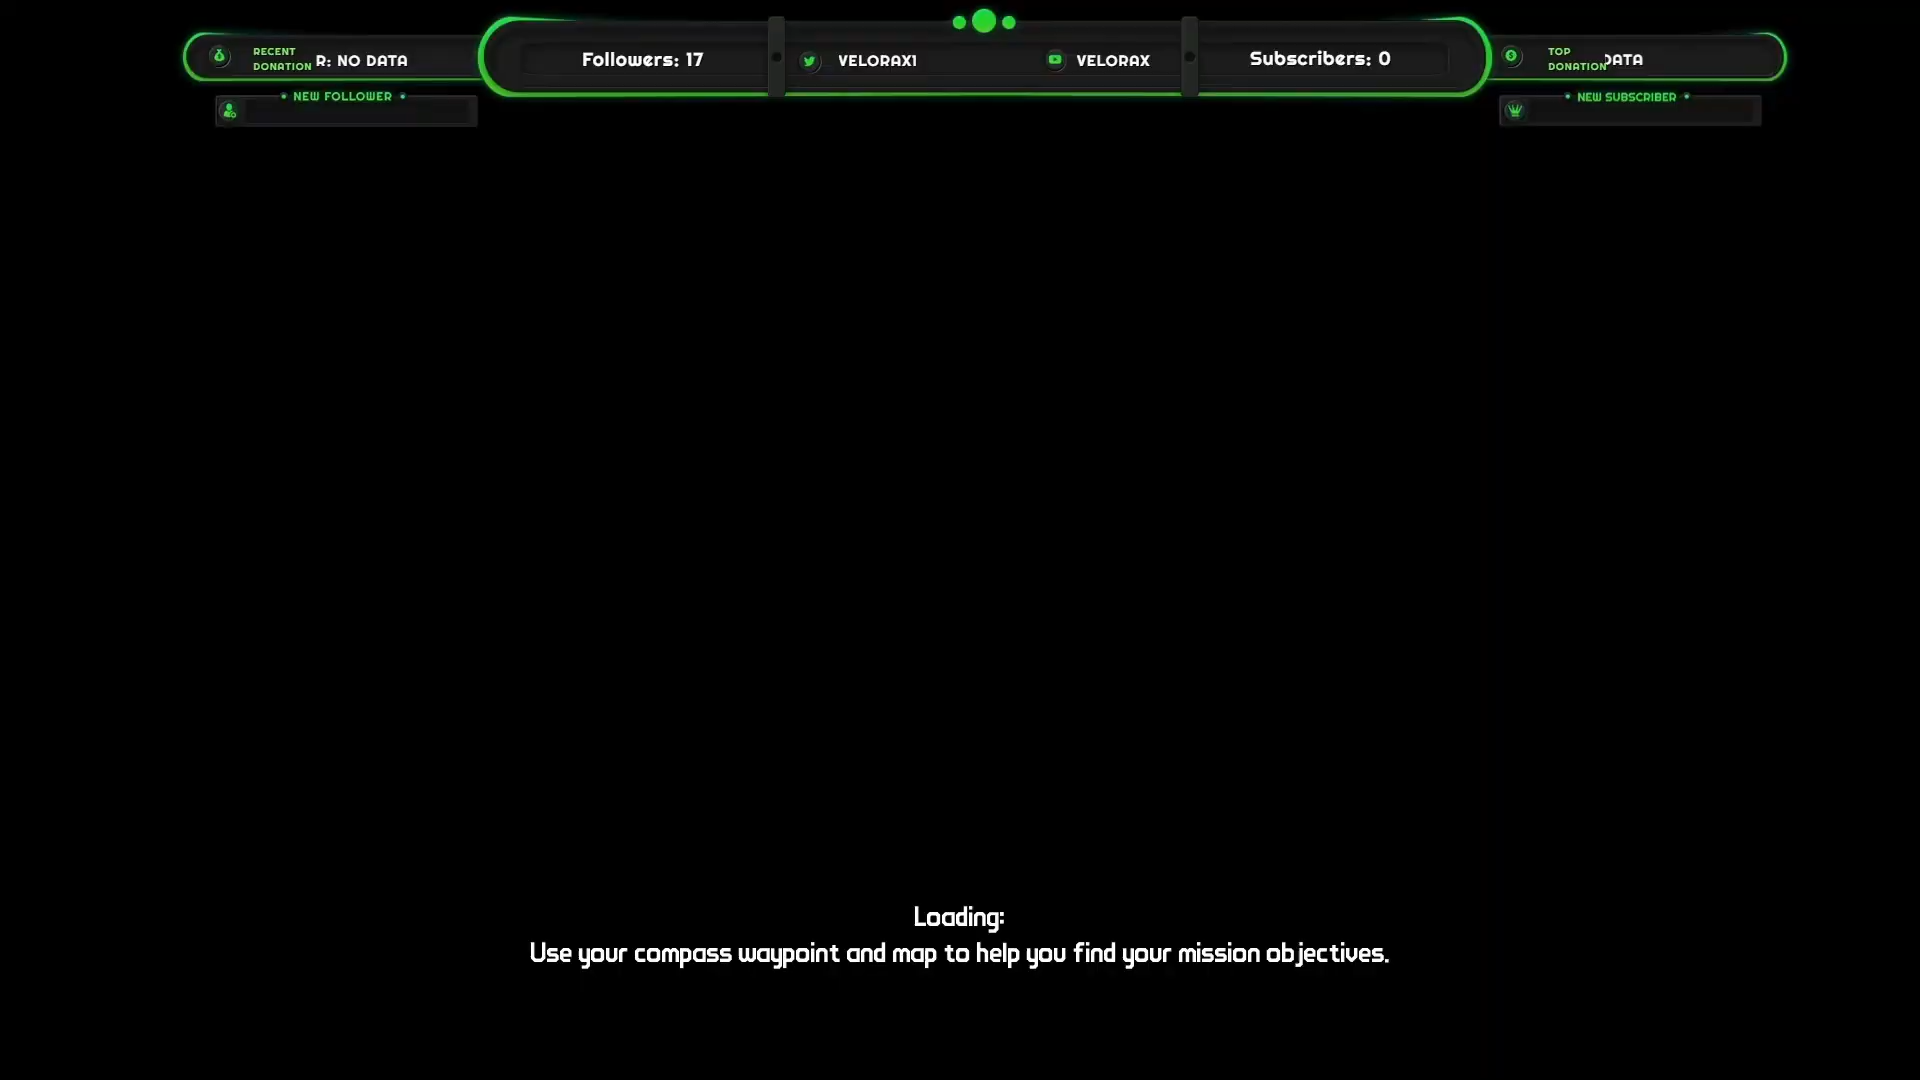 RECENT
DONATION R: NO DATA
Followers: 17
VELORAX1
VELORAX
Subscribers: 0
TOP
DONATION DATA
NEW FOLLOWER
NEW SUBSCRIBER
Loading:
Use your compass waypoint and map to help you find your mission objectives.